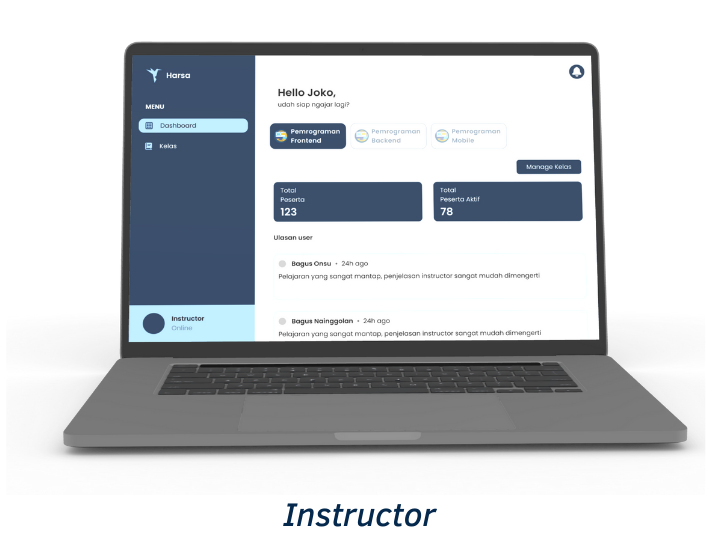 Harsa
MENU
Dashboard
Kelas
Instructor
Online
Hello Joko,
udah siap ngajar lagi?
Pemrograman
Frontend
Pemrograman
Backend
Pemrograman
Mobile
Manage Kelas
Total
Peserta
123
Total
Peserta Aktif
78
Ulasan user
Bagus Onsu • 24h ago
Pelajaran yang sangat mantap, penjelasan instructor sangat mudah dimengerti
Bagus Nainggolan • 24h ago
Pelajaran yang sangat mantap, penjelasan instructor sangat mudah dimengerti
Instructor